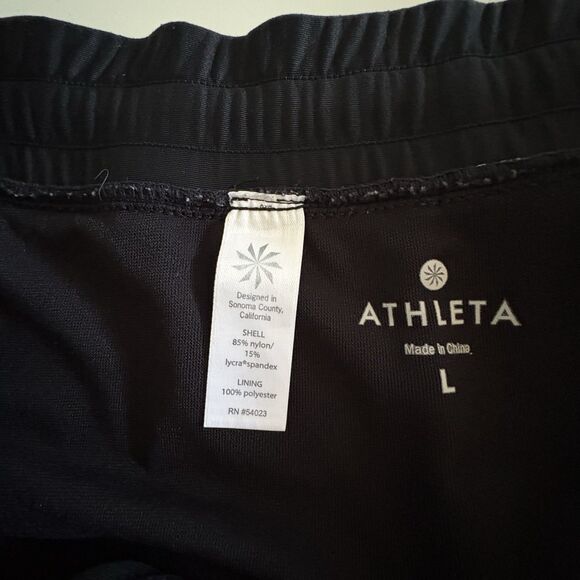 Designed in
Sonoma County,
California
SHELL
85% nylon/
15%
lycra®spandex
LINING
100% polyester
RN #54023
ATHLETA
Made in China
L